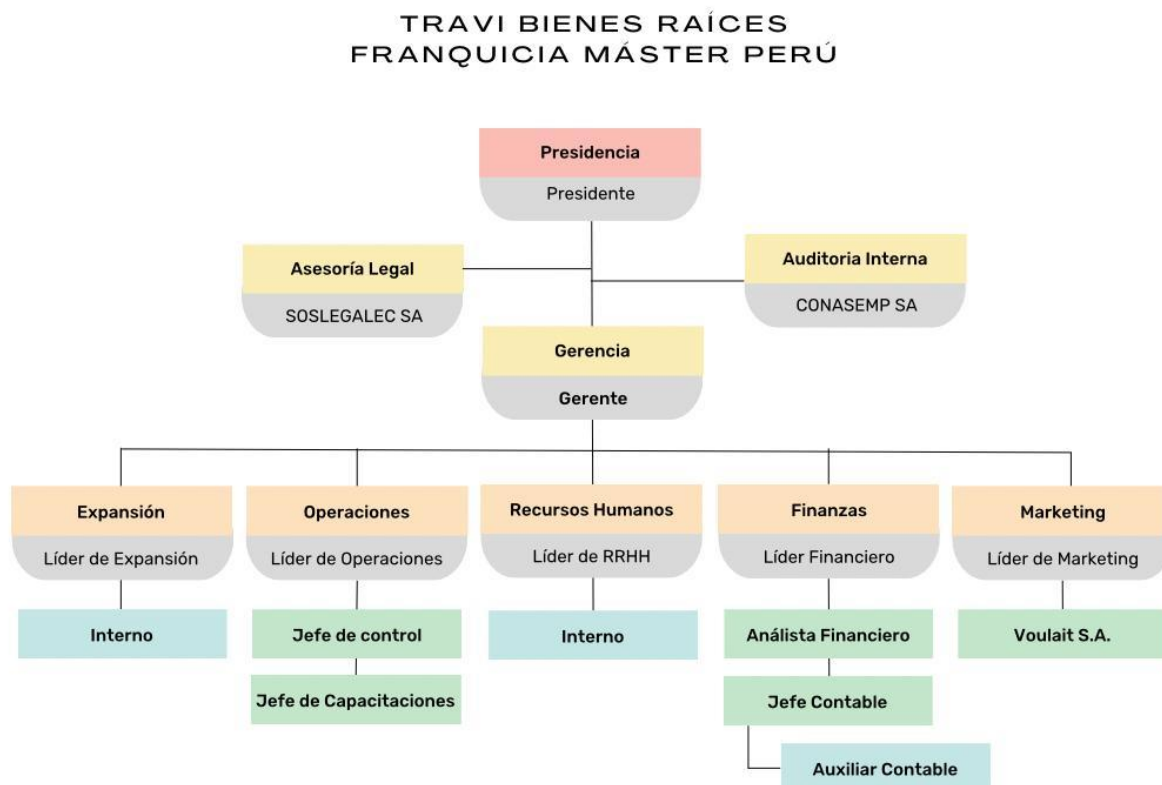 TRAVI BIENES RAÍCES
FRANQUICIA MÁSTER PERÚ
Presidencia
Presidente
Asesoría Legal
SOSLEGALEC SA
Auditoria Interna
CONASEMP SA
Gerencia
Gerente
Expansión
Líder de Expansión
Interno
Operaciones
Líder de Operaciones
Jefe de control
Jefe de Capacitaciones
Recursos Humanos
Líder de RRHH
Interno
Finanzas
Líder Financiero
Análista Financiero
Jefe Contable
Auxiliar Contable
Marketing
Líder de Marketing
Voulait S.A.